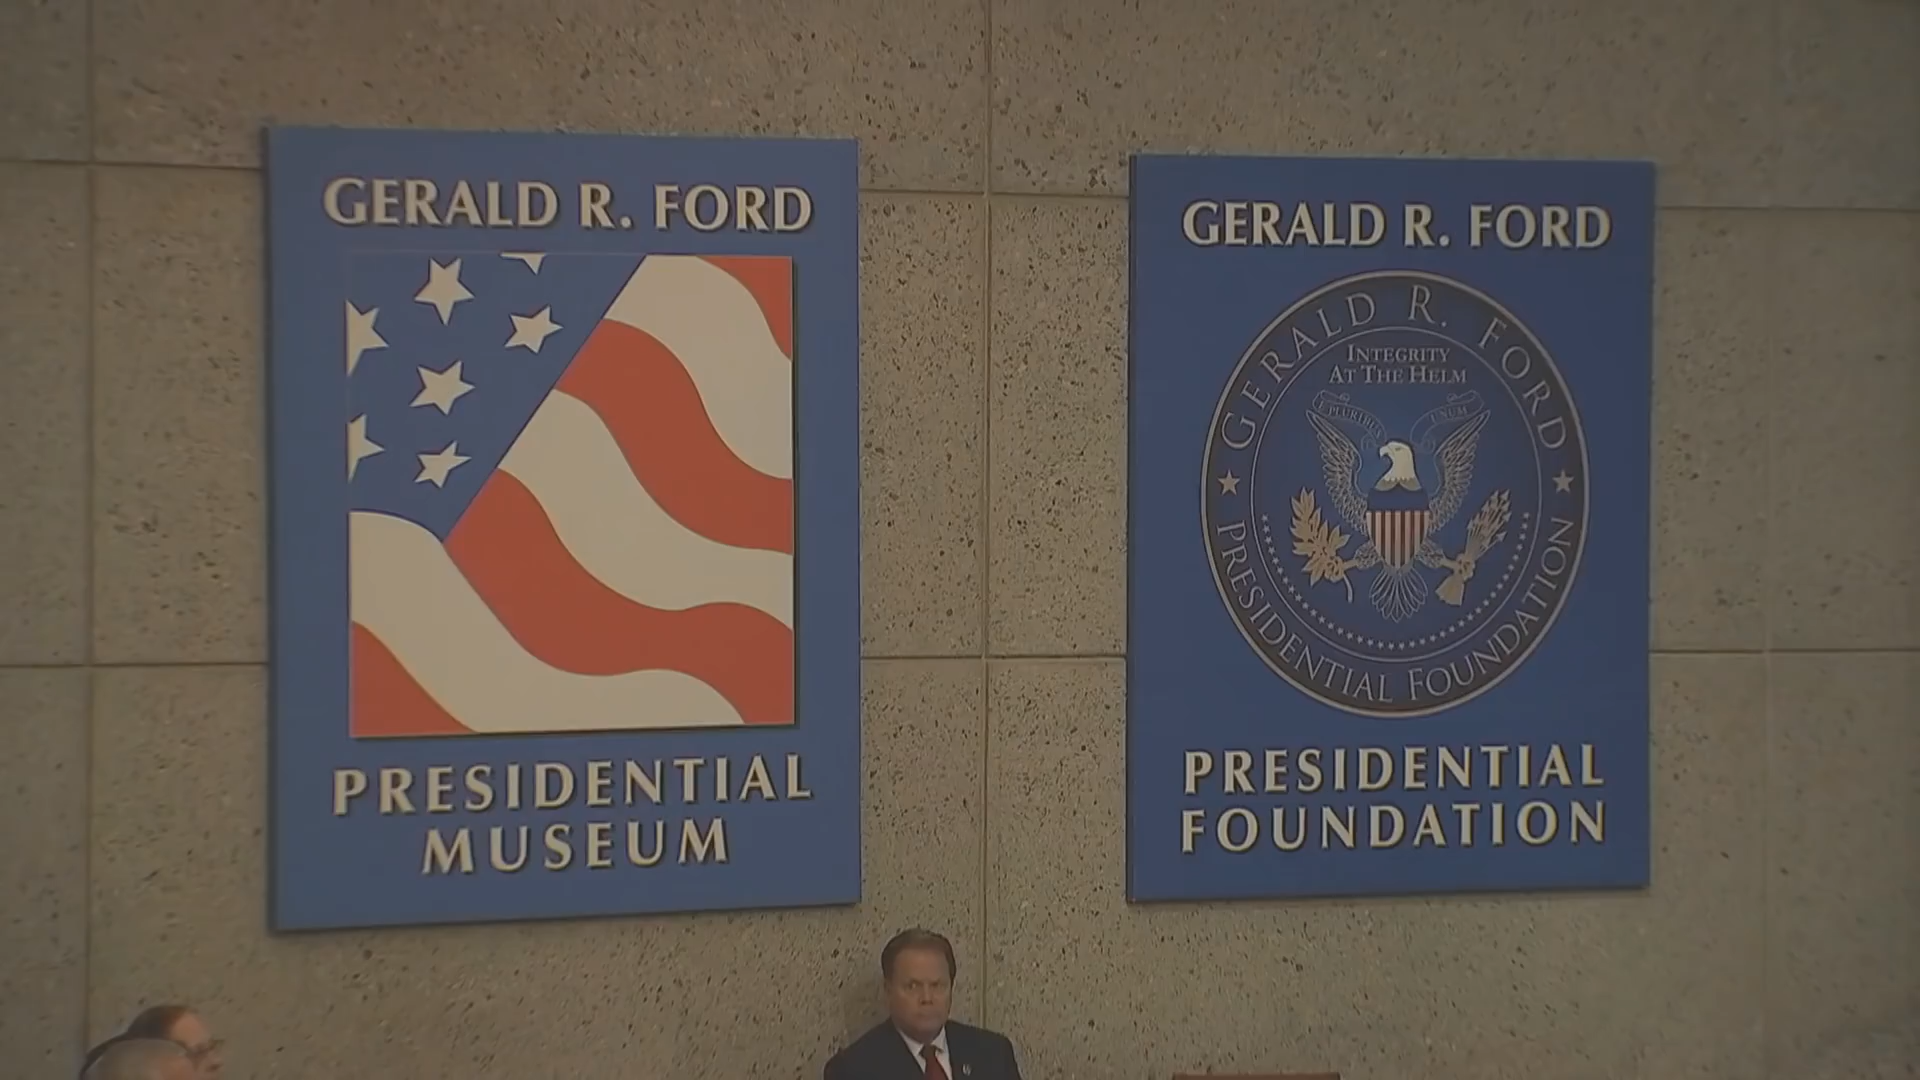 GERALD R. FORD
PRESIDENTIAL
MUSEUM
GERALD R. FORD
GERALD R. FORD
INTEGRITY
AT THE HELM
E PLURIBUS UNUM
PRESIDENTIAL FOUNDATION
PRESIDENTIAL
FOUNDATION